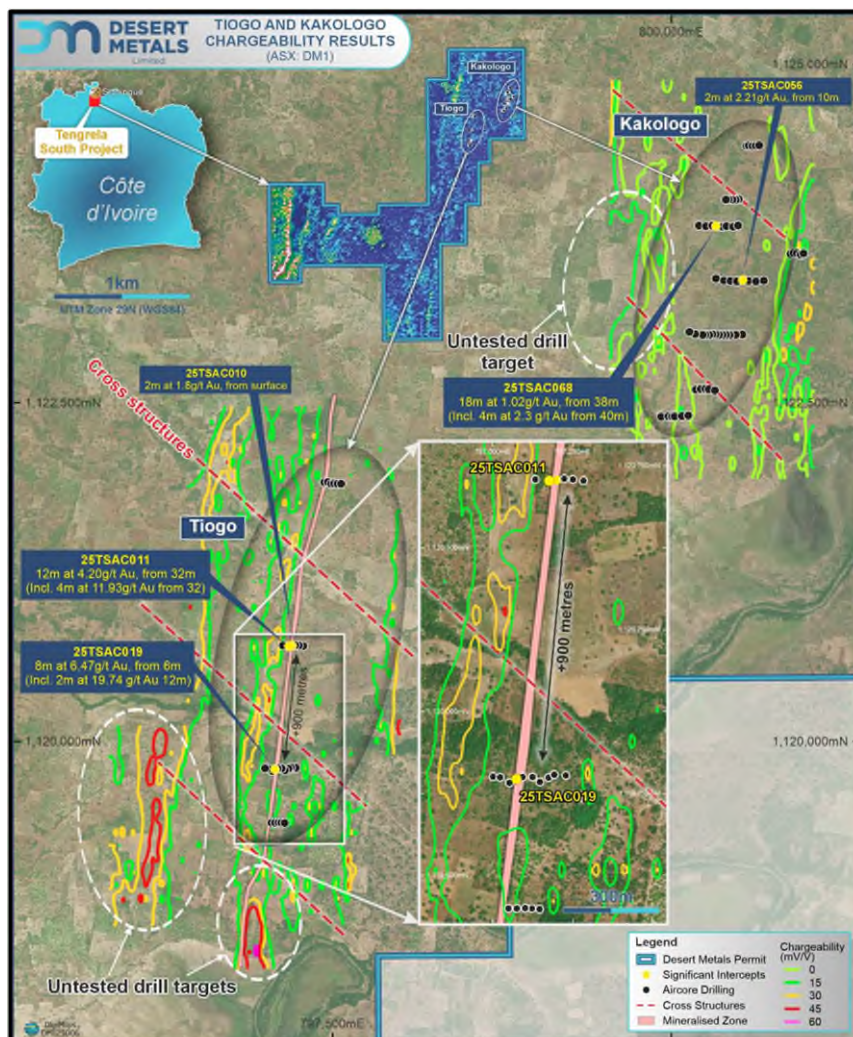 DESERT
METALS
Limited
TIOGO AND KAKOLOGO
CHARGEABILITY RESULTS
(ASX: DM1)
800,000mE
1,125,000mN
Kakologo
Tiogo
25TSAC056
2m at 2.21g/t Au, from 10m
Kakologo
Tengrela
South Project
Côte
d'Ivoire
1km
UTM Zone 29N (WGS84)
Untested drill
target
25TSAC010
2m at 1.8g/t Au, from surface
Cross structures
25TSAC068
18m at 1.02g/t Au, from 38m
(Incl. 4m at 2.3 g/t Au from 40m)
1,122,500mN
1,122,500mN
25TSAC011
Tiogo
25TSAC011
12m at 4.20g/t Au, from 32m
(Incl. 4m at 11.93g/t Au from 32)
+900 metres
25TSAC019
8m at 6.47g/t Au, from 6m
(Incl. 2m at 19.74 g/t Au 12m)
+900 metres
1,120,000mN
1,120,000mN
25TSAC019
300m
Untested drill targets
797,500mE
Legend
Desert Metals Permit
Significant Intercepts
Aircore Drilling
Cross Structures
Mineralised Zone
Chargeability
(mV/V)
0
15
30
45
60